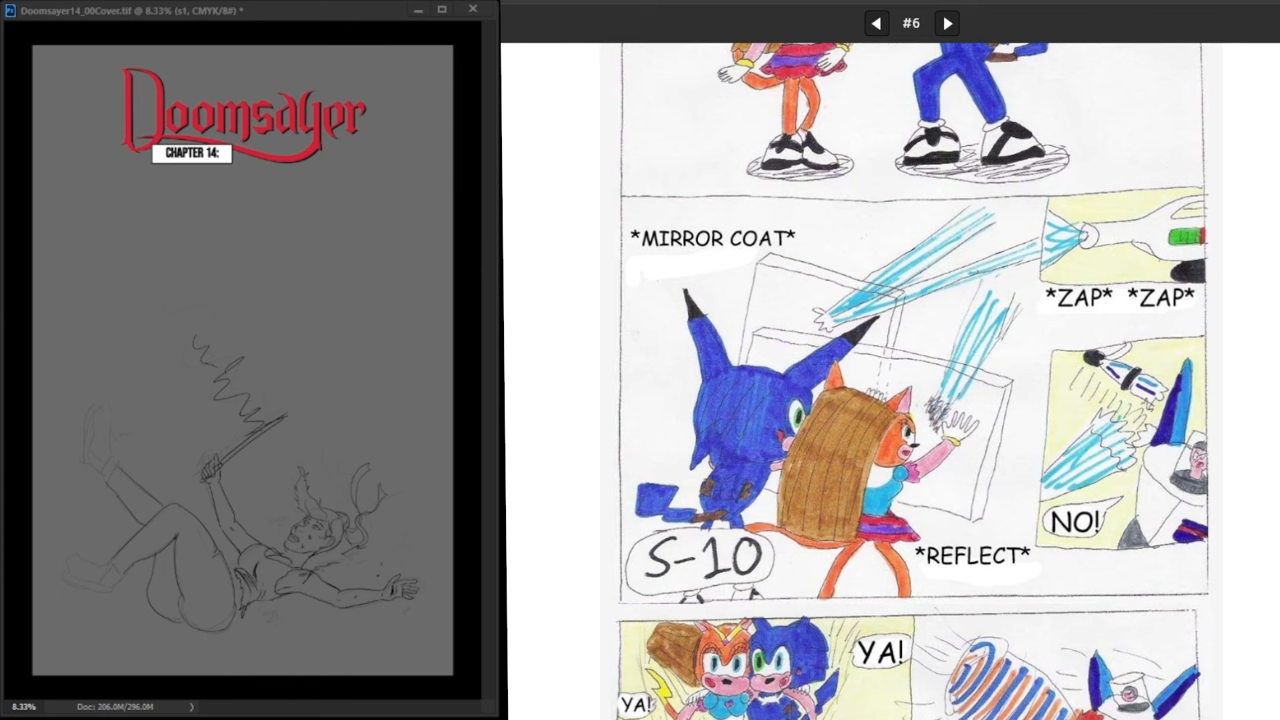 Doomsayer14_00Cover.tif @ 8.33% (s1, CMYK/8#) *
Doomsayer
CHAPTER 14:
8.33%
Doc: 206.0M/296.0M
#6
*MIRROR COAT*
*ZAP* *ZAP*
NO!
S-10
*REFLECT*
YA!
YA!